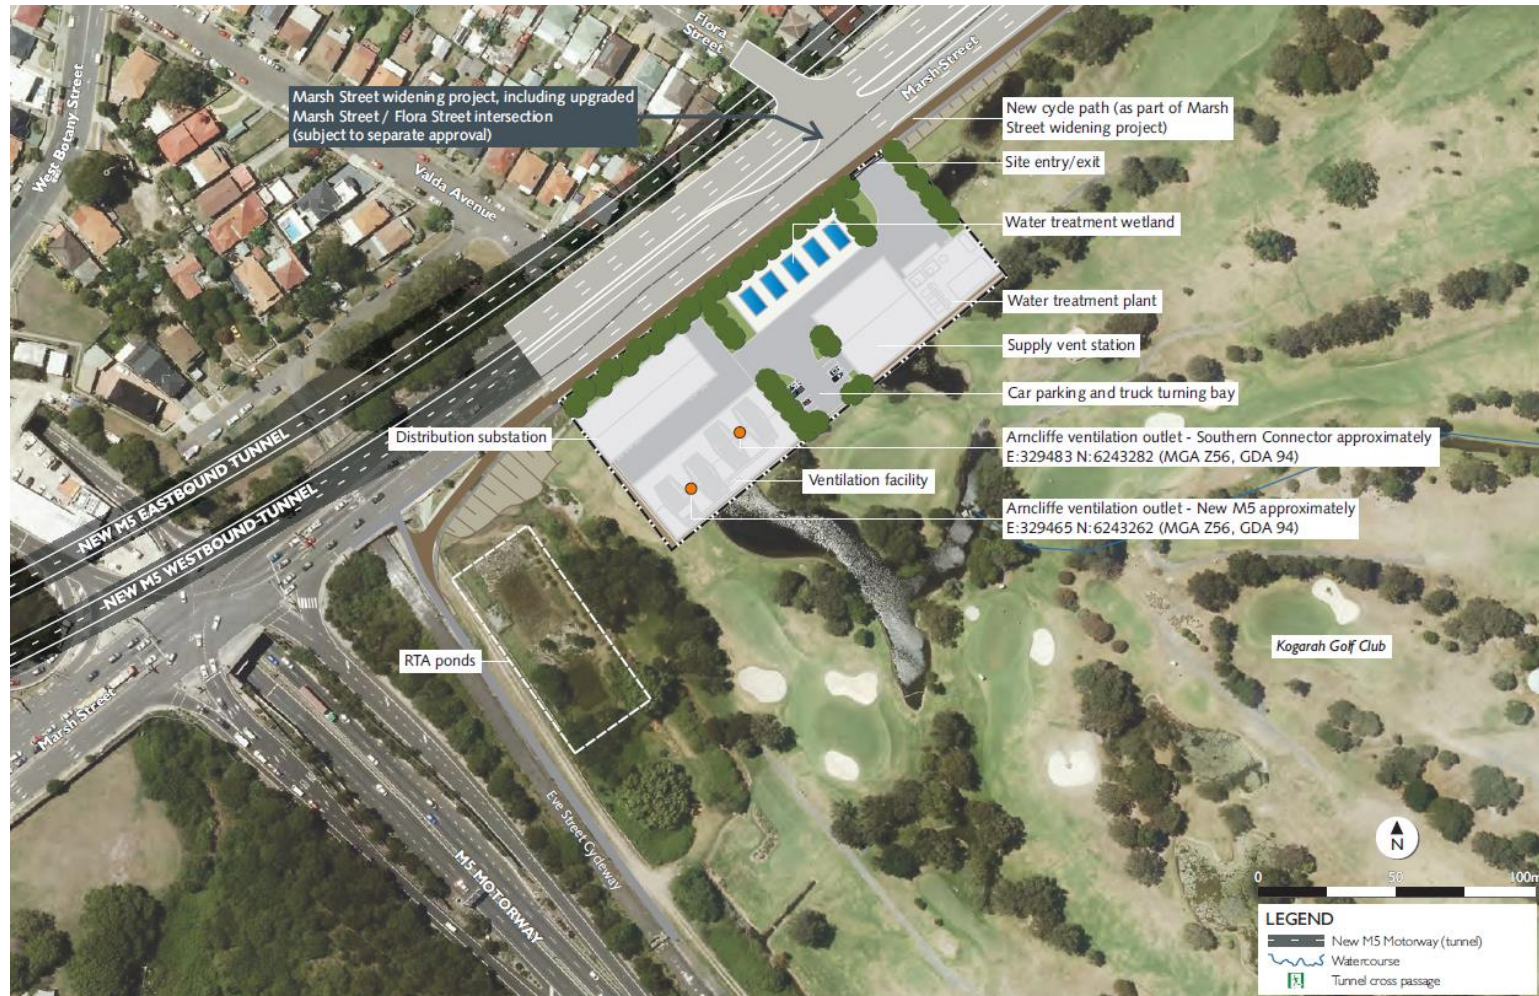 Flora
Street
Marsh Street
West Botany Street
Marsh Street widening project, including upgraded
Marsh Street / Flora Street intersection
(subject to separate approval)
New cycle path (as part of Marsh
Street widening project)
Site entry/exit
Valda Avenue
Water treatment wetland
Water treatment plant
Supply vent station
Car parking and truck turning bay
Distribution substation
Arncliffe ventilation outlet - Southern Connector approximately
E:329483 N:6243282 (MGA Z56, GDA 94)
Ventilation facility
Arncliffe ventilation outlet - New M5 approximately
E:329465 N:6243262 (MGA Z56, GDA 94)
NEW M5 EASTBOUND TUNNEL
NEW M5 WESTBOUND TUNNEL
RTA ponds
Kogarah Golf Club
Marsh Street
Eve Street Cycleway
M5 MOTORWAY
N
0 50 100m
LEGEND
New M5 Motorway (tunnel)
Watercourse
Tunnel cross passage